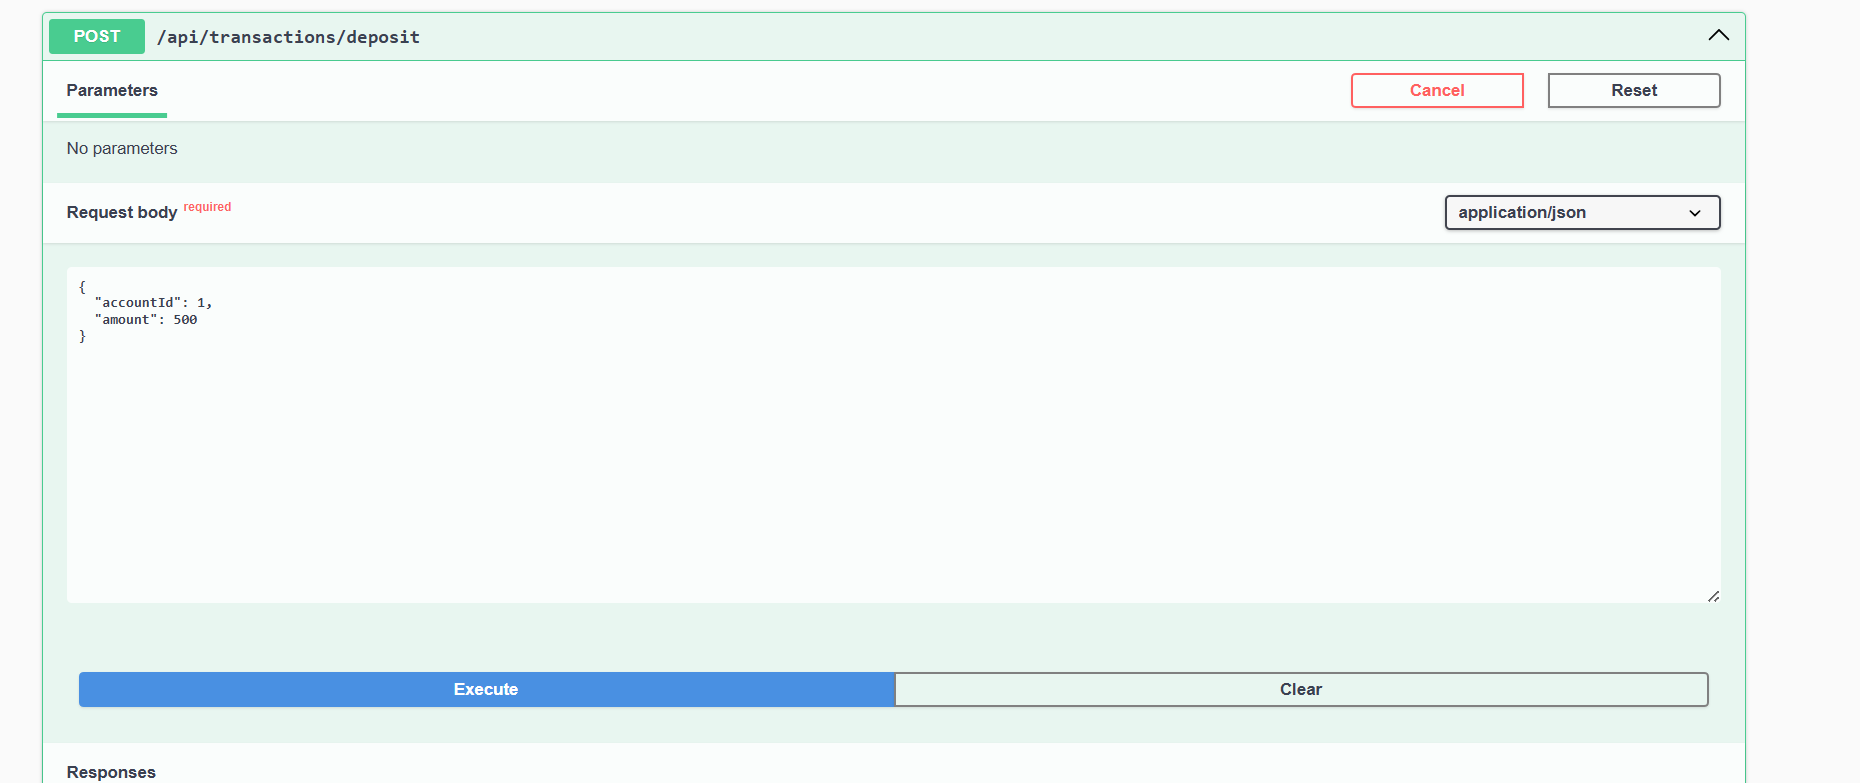 POST /api/transactions/deposit
Parameters
Cancel
Reset
No parameters
Request body required
application/json
{
  "accountId": 1,
  "amount": 500
}
Execute
Clear
Responses